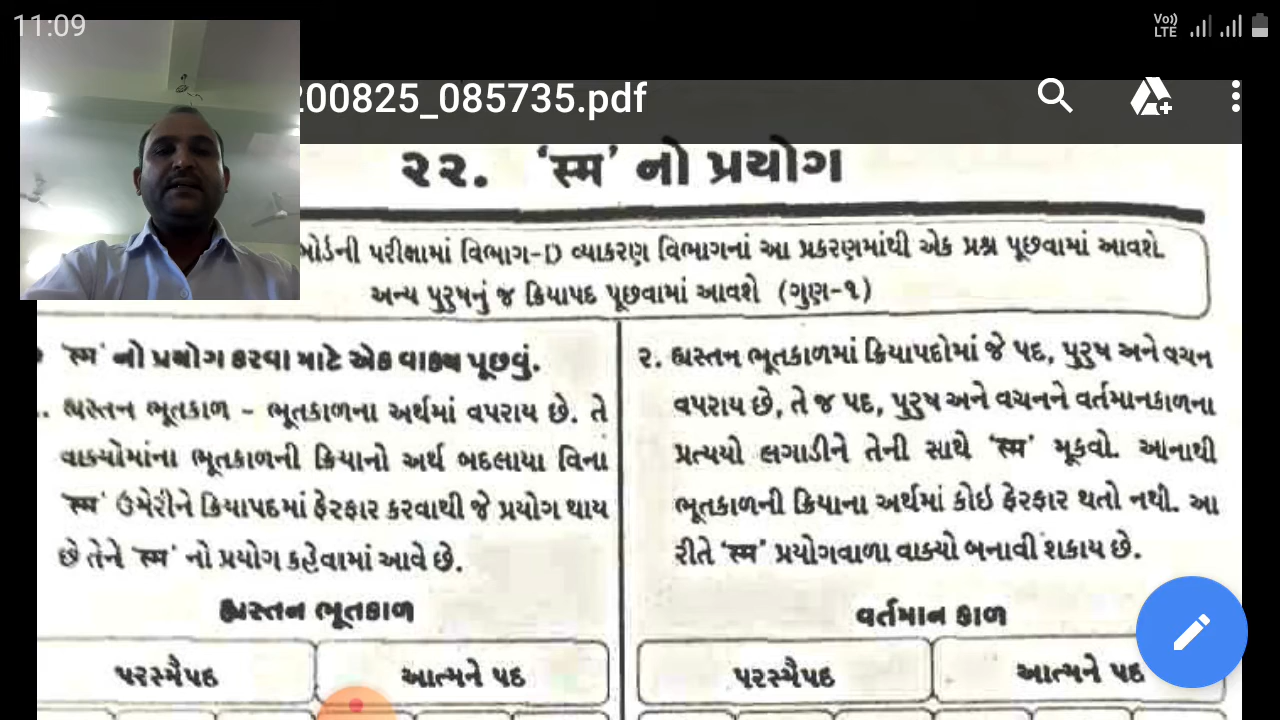 11:09
Vo)) LTE
200825_085735.pdf
૨૨. 'स्म' નો પ્રયોગ
બોર્ડની પરીક્ષામાં વિભાગ-D વ્યાકરણ વિભાગનાં આ પ્રકરણમાંથી એક પ્રશ્ન પૂછવામાં આવશે.
અન્ય પુરુષનું જ ક્રિયાપદ પૂછવામાં આવશે (ગુણ-૧)
'स्म' નો પ્રયોગ કરવા માટે એક વાક્ય પૂછવું.
હ્યસ્તન ભૂતકાળ - ભૂતકાળના અર્થમાં વપરાય છે. તે
વાક્યોમાંના ભૂતકાળની ક્રિયાનો અર્થ બદલાયા વિના
'स्म' ઉમેરીને ક્રિયાપદમાં ફેરફાર કરવાથી જે પ્રયોગ થાય
છે તેને 'स्म' નો પ્રયોગ કહેવામાં આવે છે.
હ્યસ્તન ભૂતકાળ
પરસ્મૈપદ
આત્મને પદ
૨. હ્યસ્તન ભૂતકાળમાં ક્રિયાપદોમાં જે પદ, પુરુષ અને વચન
વપરાય છે, તે જ પદ, પુરુષ અને વચનને વર્તમાનકાળના
પ્રત્યયો લગાડીને તેની સાથે 'स्म' મૂકવો. આનાથી
ભૂતકાળની ક્રિયાના અર્થમાં કોઇ ફેરફાર થતો નથી. આ
રીતે 'स्म' પ્રયોગવાળા વાક્યો બનાવી શકાય છે.
વર્તમાન કાળ
પરસ્મૈપદ
આત્મને પદ